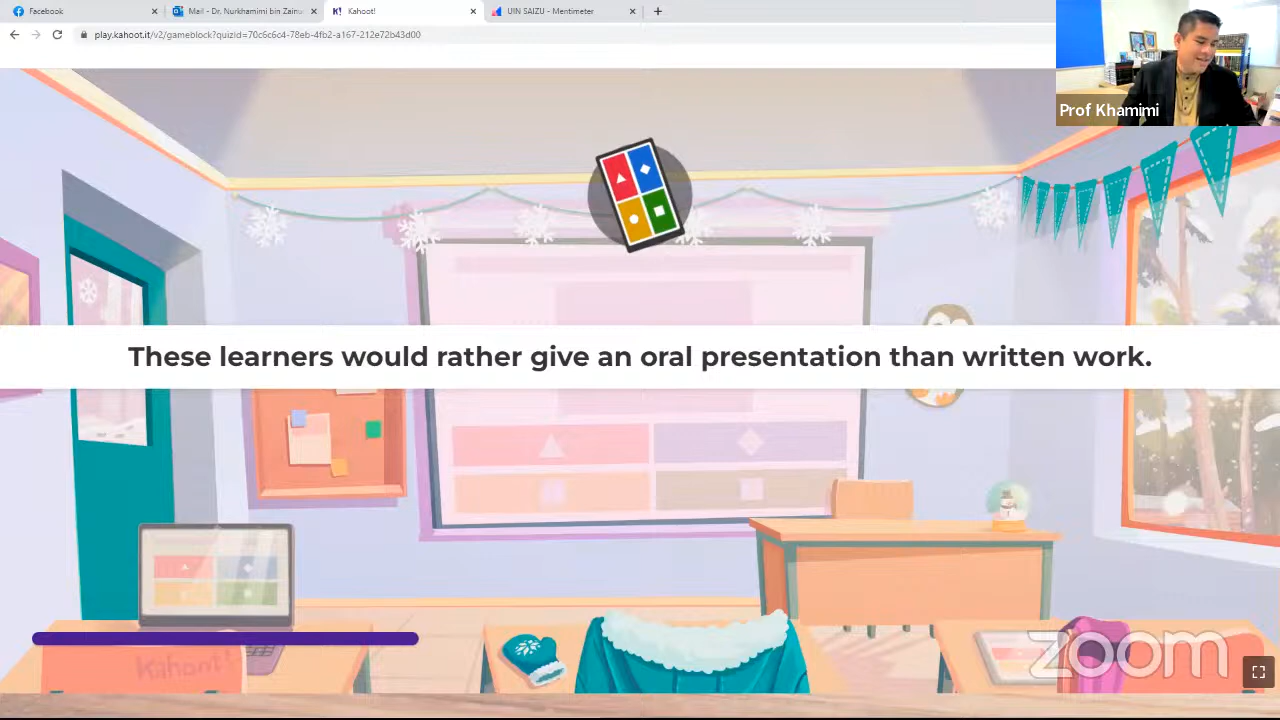 Facebook
Mail - Dr. Nurkhamimi bin Zainu
Kahoot!
UIN SAIZU - Mentimeter
play.kahoot.it/v2/gameblock?quizid=70c6c6c4-78eb-4fb2-a167-212e72b43d00
Prof Khamimi
These learners would rather give an oral presentation than written work.
Kahoot!
zoom